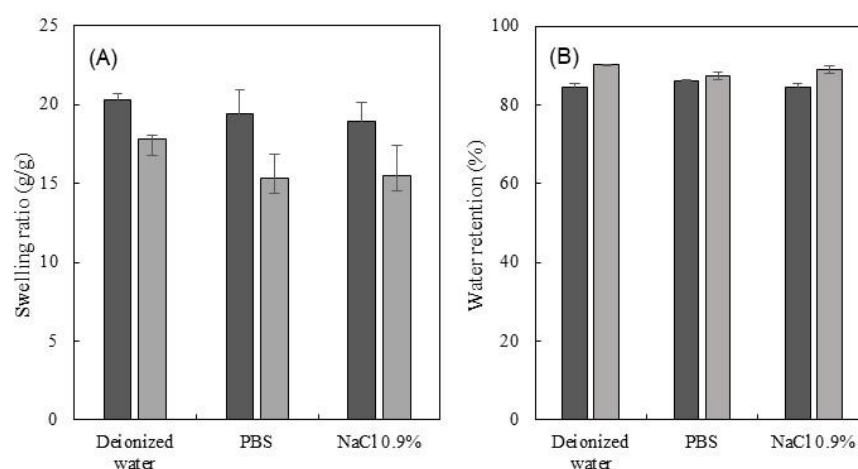 (A)
Swelling ratio (g/g)
25
20
15
10
5
0
Deionized
water
PBS
NaCl 0.9%
(B)
Water retention (%)
100
80
60
40
20
0
Deionized
water
PBS
NaCl 0.9%